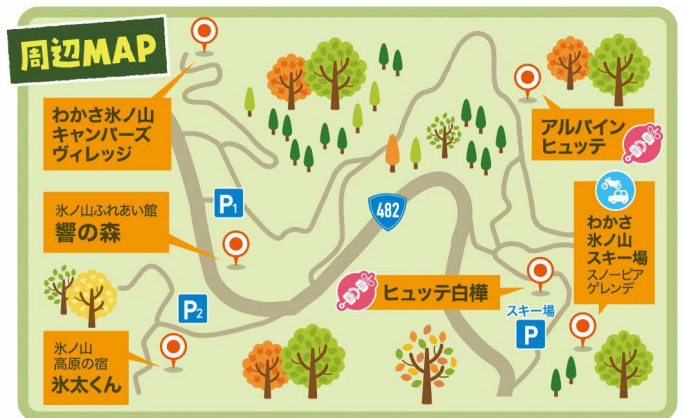 周辺MAP
わかさ氷ノ山
キャンパーズ
ヴィレッジ
アルパイン
ヒュッテ
氷ノ山ふれあい館
響の森
P1
482
わかさ
氷ノ山
スキー場
スノーピア
ゲレンデ
ヒュッテ白樺
スキー場
P
P2
氷ノ山
高原の宿
氷太くん